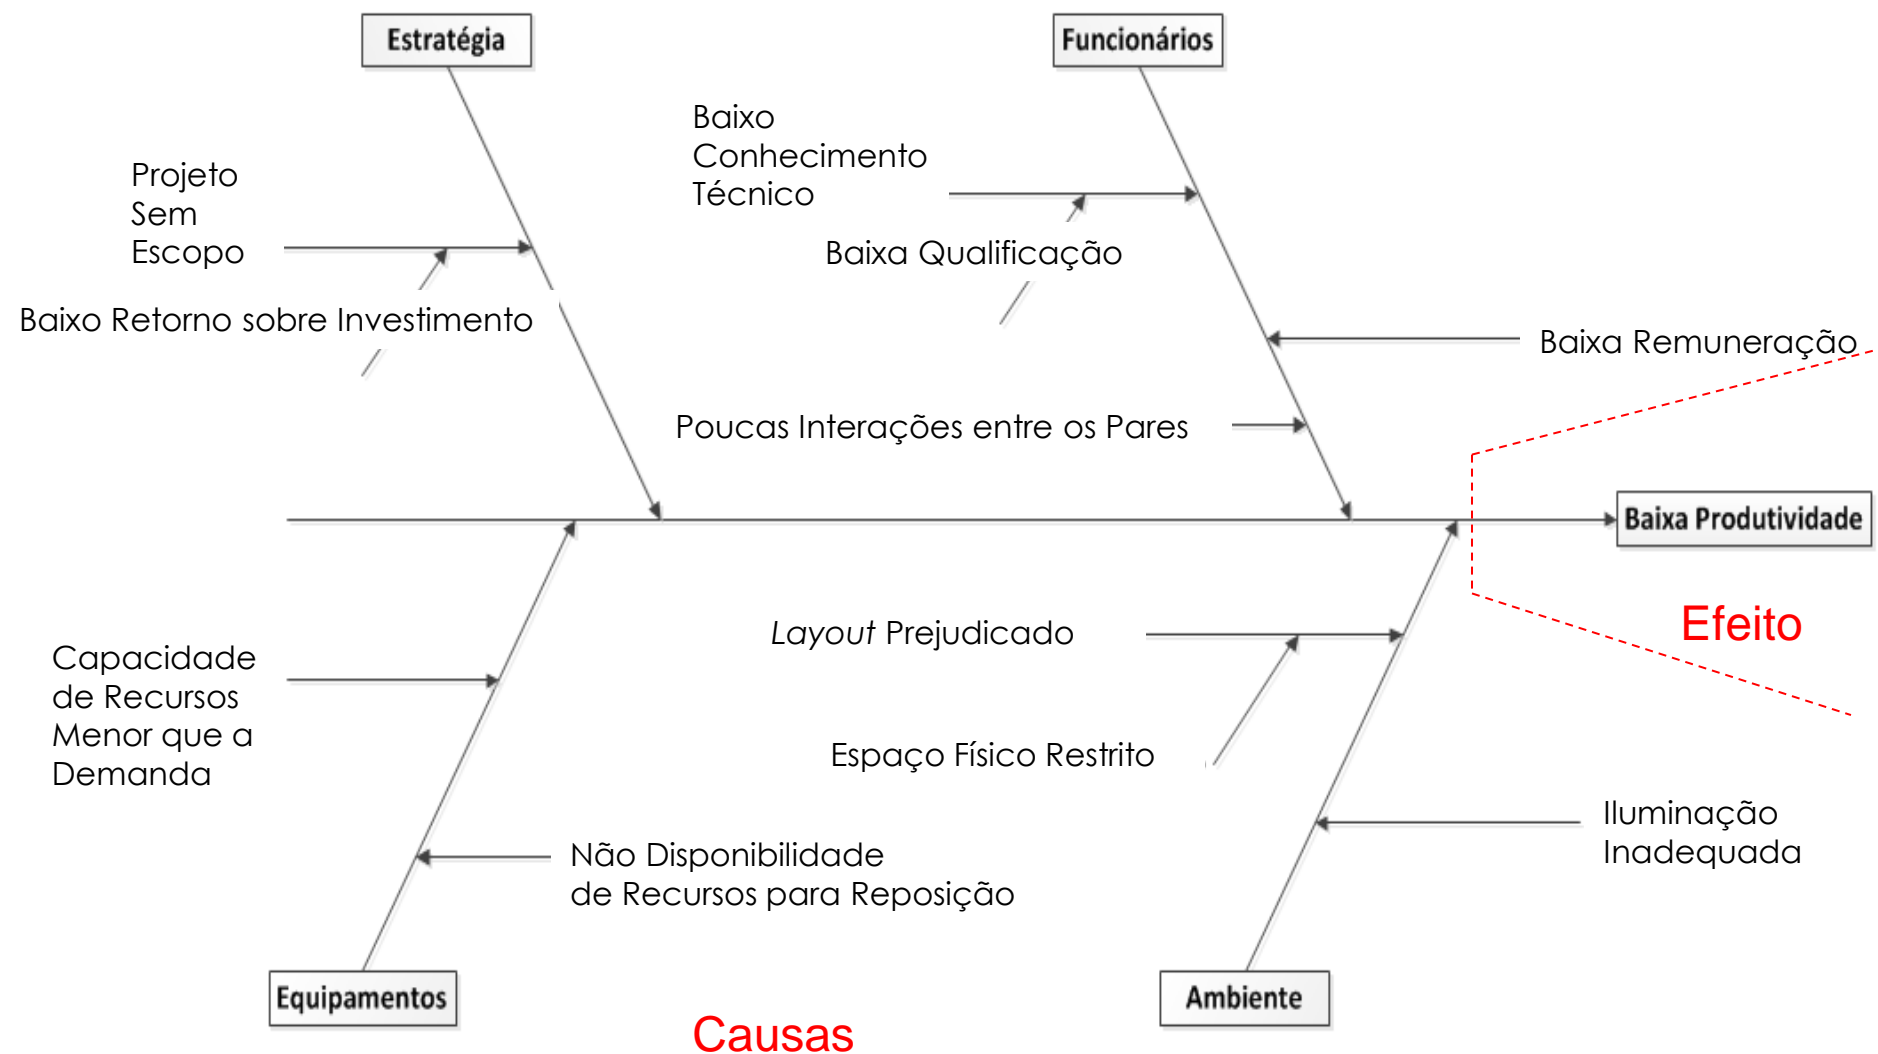 Estratégia
Funcionários
Baixo
Conhecimento
Técnico
Projeto
Sem
Escopo
Baixa Qualificação
Baixo Retorno sobre Investimento
Baixa Remuneração
Poucas Interações entre os Pares
Baixa Produtividade
Efeito
Layout Prejudicado
Capacidade
de Recursos
Menor que a
Demanda
Espaço Físico Restrito
Iluminação
Inadequada
Não Disponibilidade
de Recursos para Reposição
Equipamentos
Ambiente
Causas